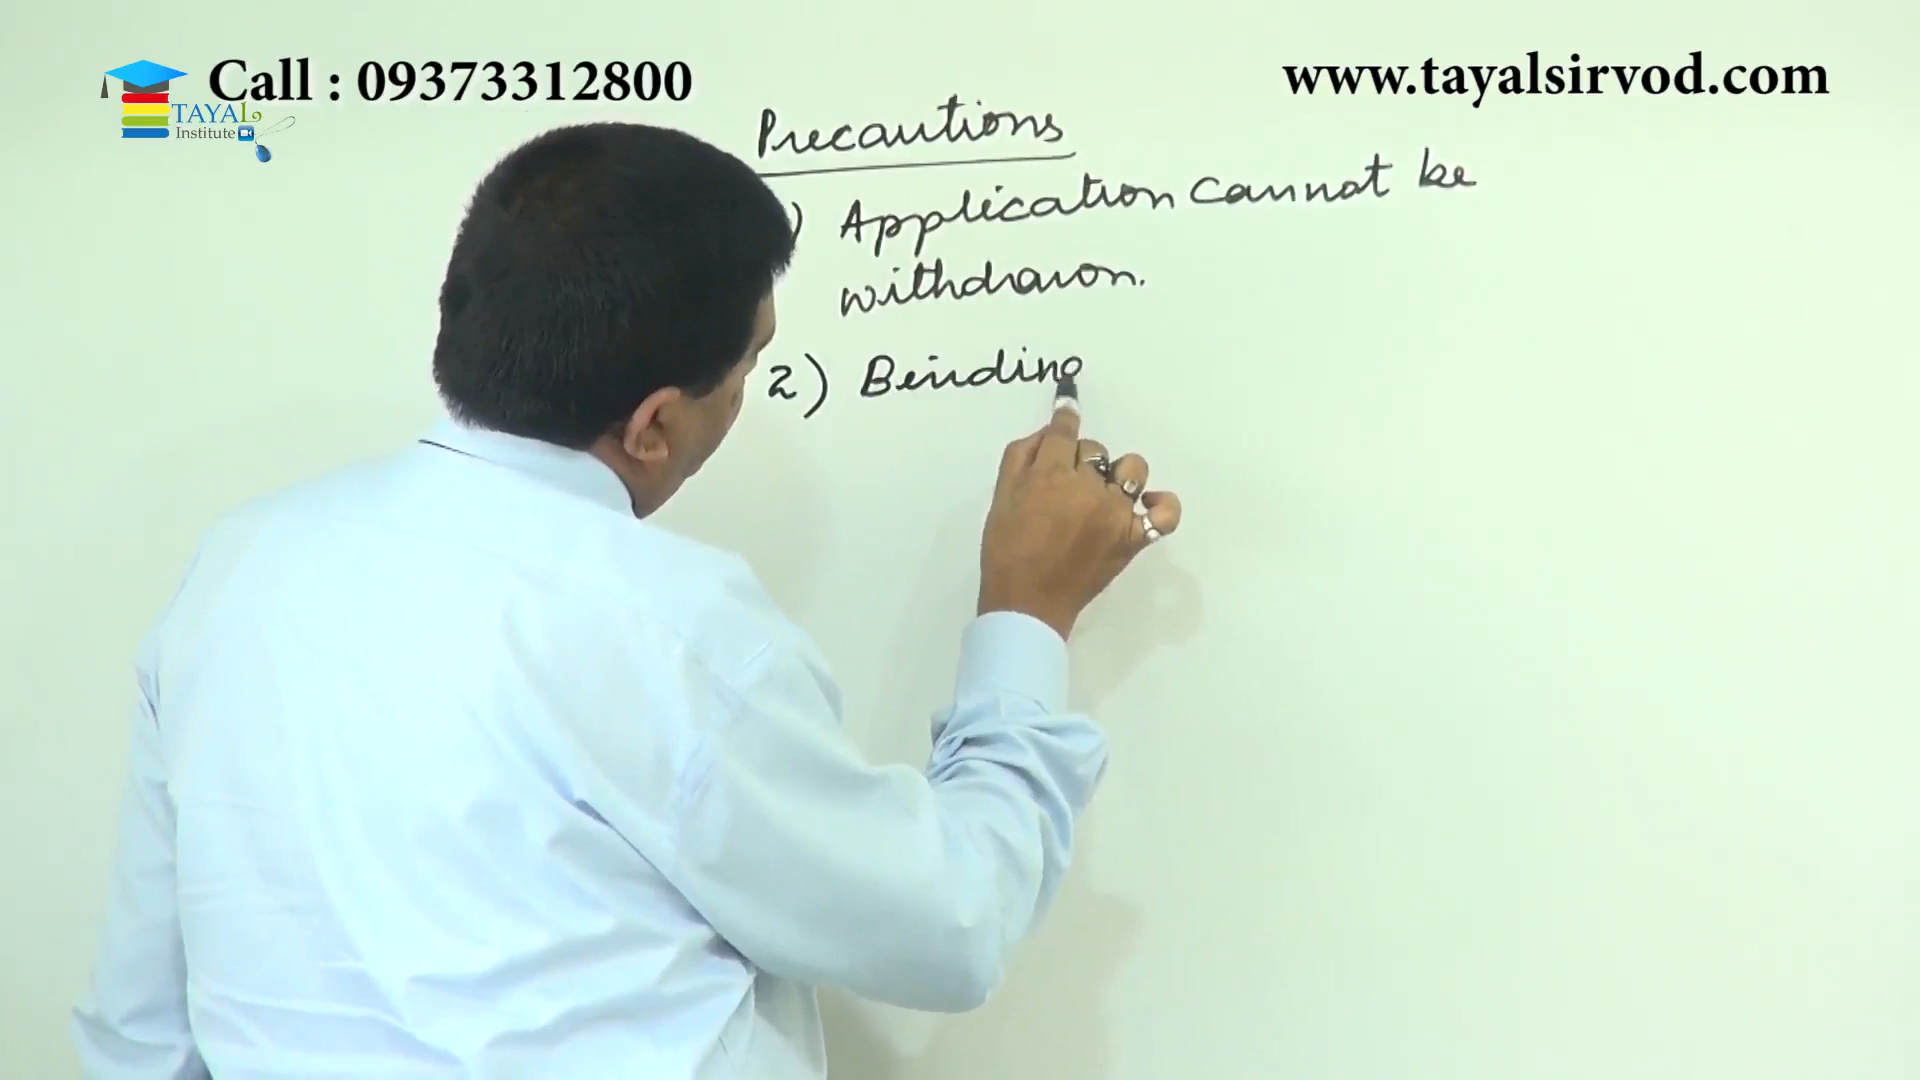 Call : 09373312800
www.tayalsirvod.com
TAYAL
Institute
Precautions
) Application cannot be
withdrawn.
2) Binding